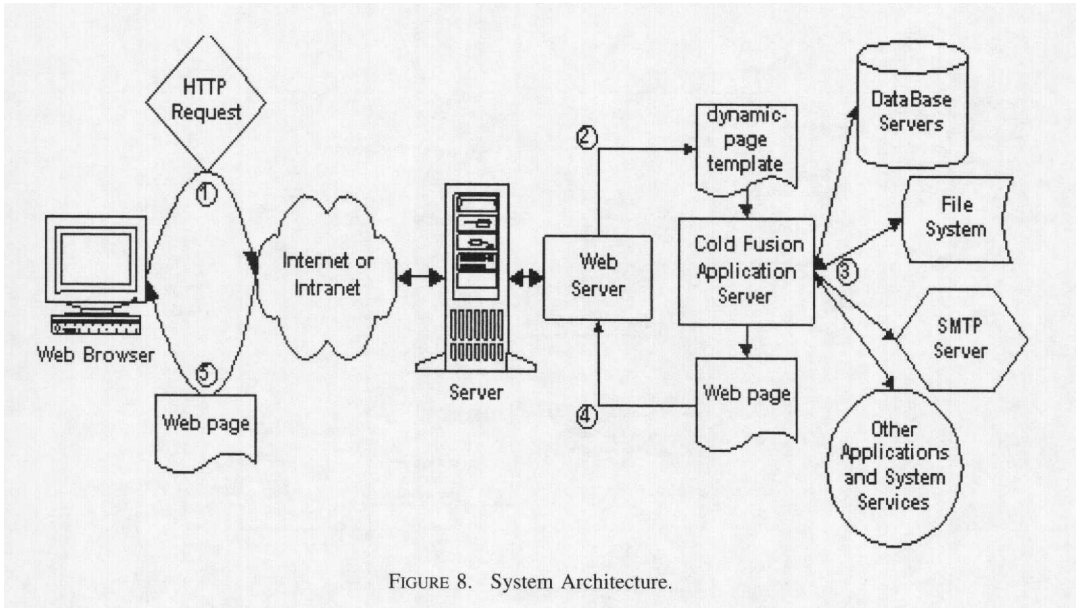 HTTP
Request
①
Web Browser
⑤
Web page
Internet or
Intranet
Server
Web
Server
②
dynamic-
page
template
Cold Fusion
Application
Server
④
Web page
③
DataBase
Servers
File
System
SMTP
Server
Other
Applications
and System
Services
FIGURE 8. System Architecture.